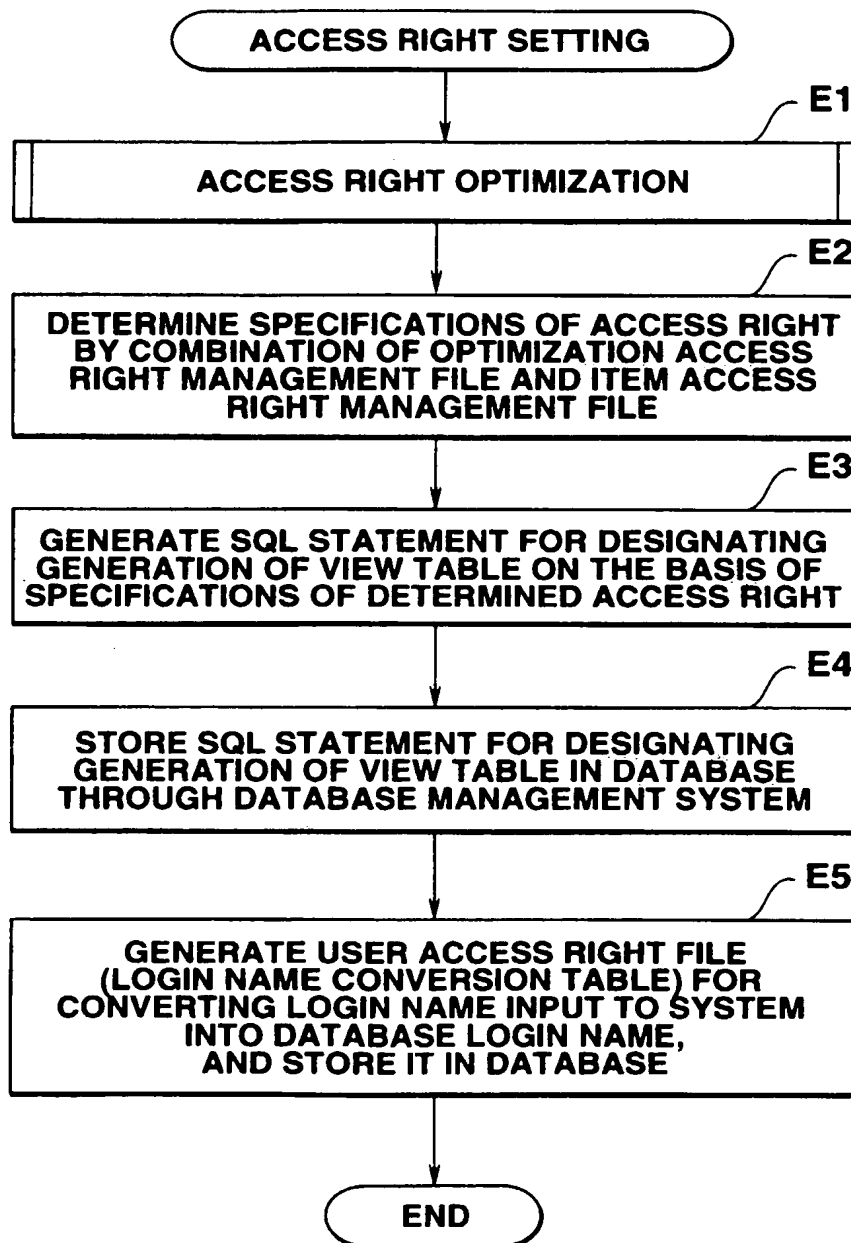 ACCESS RIGHT SETTING
E1
ACCESS RIGHT OPTIMIZATION
E2
DETERMINE SPECIFICATIONS OF ACCESS RIGHT
BY COMBINATION OF OPTIMIZATION ACCESS
RIGHT MANAGEMENT FILE AND ITEM ACCESS
RIGHT MANAGEMENT FILE
E3
GENERATE SQL STATEMENT FOR DESIGNATING
GENERATION OF VIEW TABLE ON THE BASIS OF
SPECIFICATIONS OF DETERMINED ACCESS RIGHT
E4
STORE SQL STATEMENT FOR DESIGNATING
GENERATION OF VIEW TABLE IN DATABASE
THROUGH DATABASE MANAGEMENT SYSTEM
E5
GENERATE USER ACCESS RIGHT FILE
(LOGIN NAME CONVERSION TABLE) FOR
CONVERTING LOGIN NAME INPUT TO SYSTEM
INTO DATABASE LOGIN NAME,
AND STORE IT IN DATABASE
END